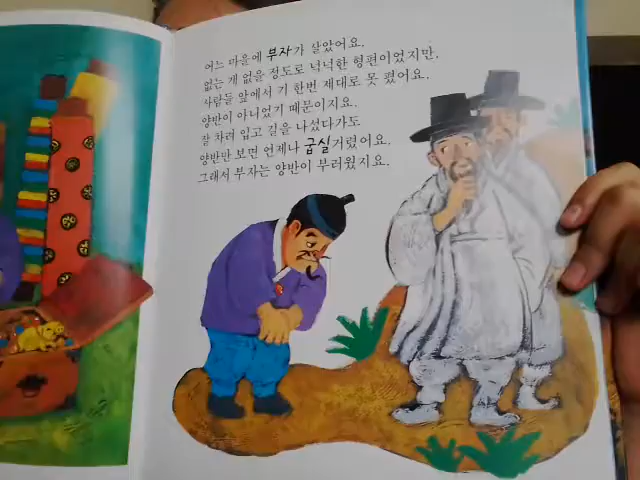 어느 마을에 부자가 살았어요.
없는 게 없을 정도로 넉넉한 형편이었지만,
사람들 앞에서 기 한번 제대로 못 폈어요.
양반이 아니었기 때문이지요.
잘 차려 입고 길을 나섰다가도
양반만 보면 언제나 굽실거렸어요.
그래서 부자는 양반이 부러웠지요.